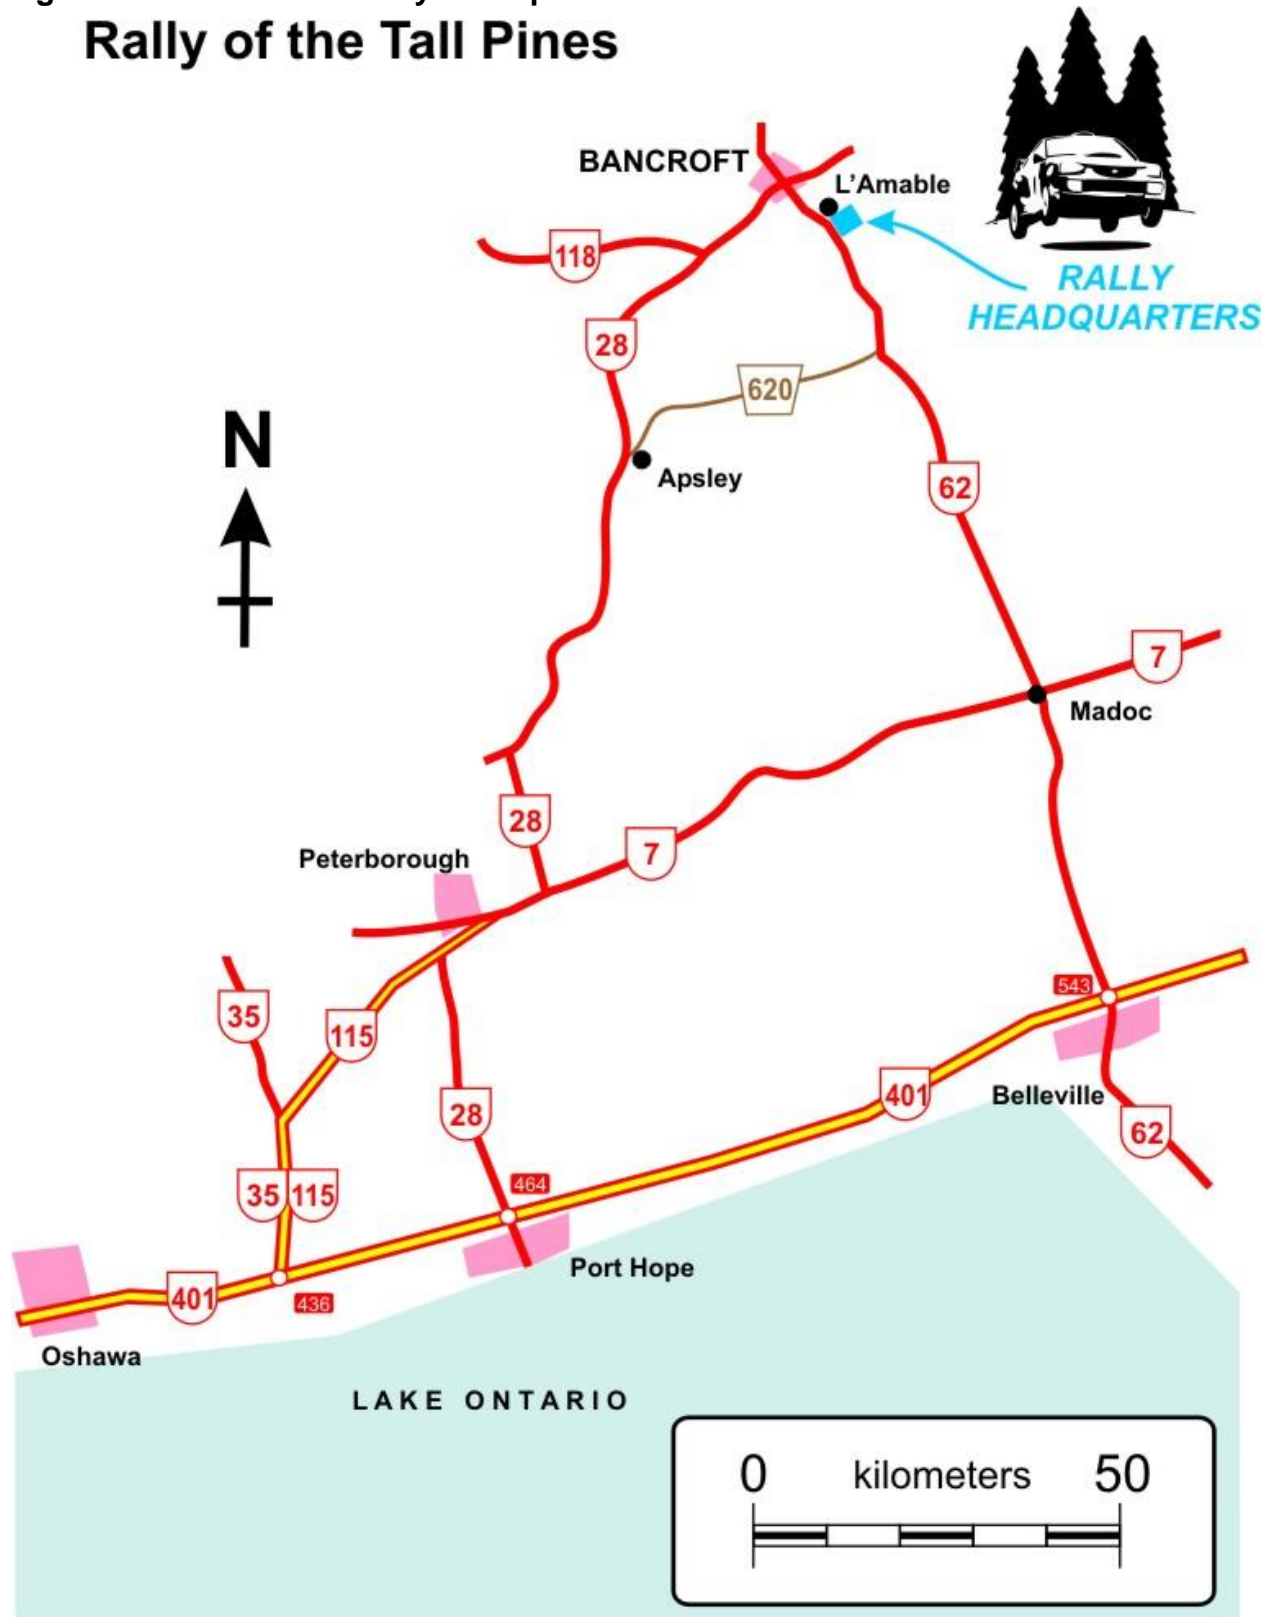 Rally of the Tall Pines
BANCROFT
L'Amable
118
RALLY
HEADQUARTERS
28
620
N
Apsley
62
7
Madoc
28
Peterborough
7
543
35
115
401
Belleville
28
62
464
35 115
Port Hope
401
436
Oshawa
LAKE ONTARIO
0 kilometers 50